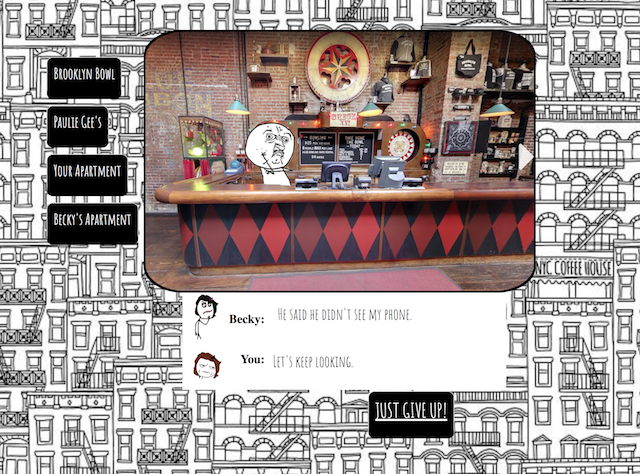 Brooklyn Bowl
Paulie Gee's
Your Apartment
Becky's Apartment
BOWLING
Becky: He said he didn't see my phone.
You: Let's keep looking.
NIC COFFEE HOUSE
JUST GIVE UP!